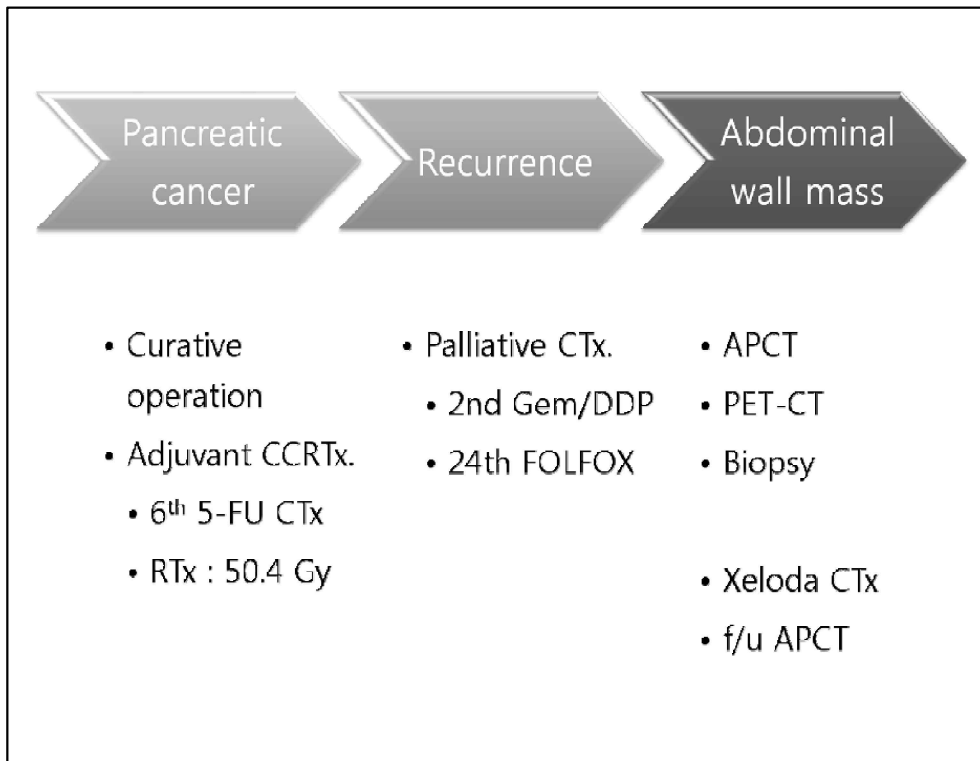 Pancreatic
cancer
Recurrence
Abdominal
wall mass
• Curative
operation
• Adjuvant CCRTx.
• 6th 5-FU CTx
• RTx : 50.4 Gy
• Palliative CTx.
• 2nd Gem/DDP
• 24th FOLFOX
• APCT
• PET-CT
• Biopsy
• Xeloda CTx
• f/u APCT